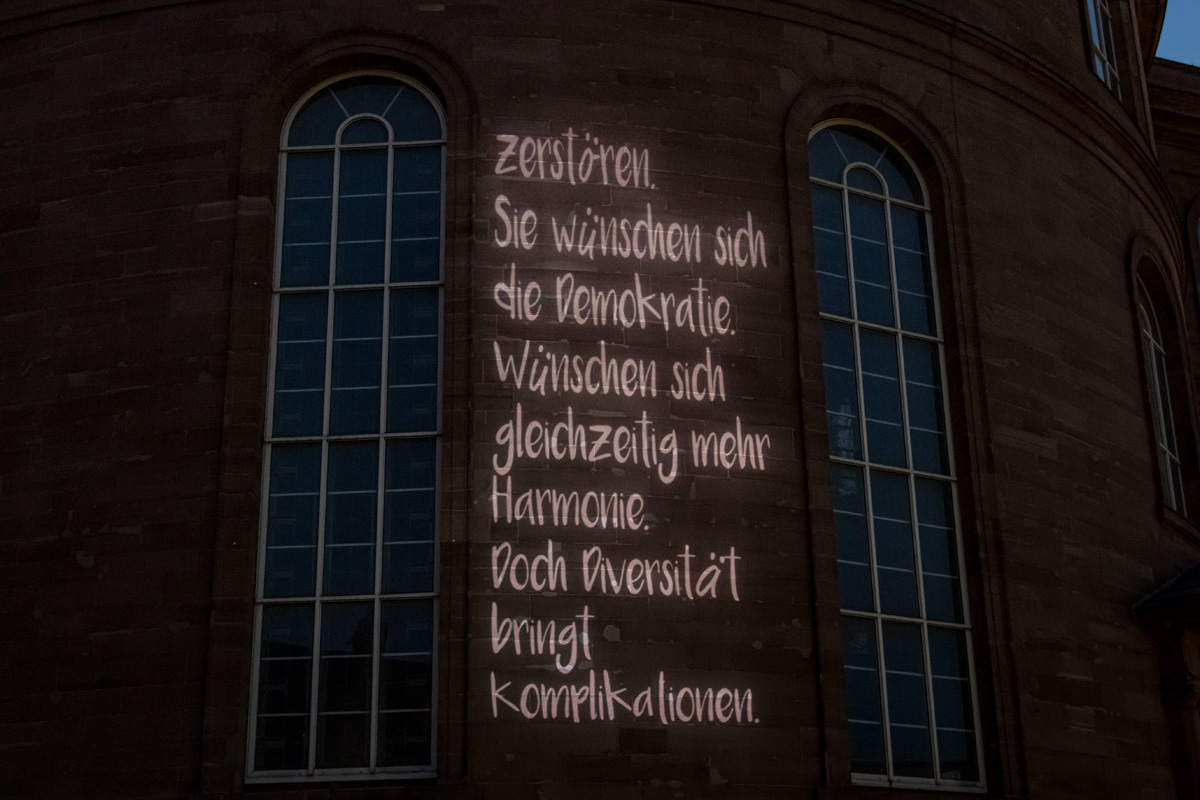 zerstören.
Sie wünschen sich
die Demokratie.
Wünschen sich
gleichzeitig mehr
Harmonie.
Doch Diversität
bringt
Komplikationen.